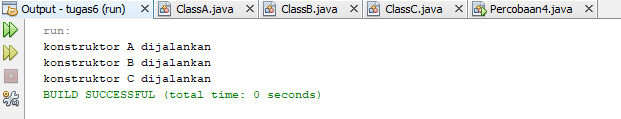 Output - tugas6 (run)
ClassA.java
ClassB.java
ClassC.java
Percobaan4.java
run:
konstruktor A dijalankan
konstruktor B dijalankan
konstruktor C dijalankan
BUILD SUCCESSFUL (total time: 0 seconds)